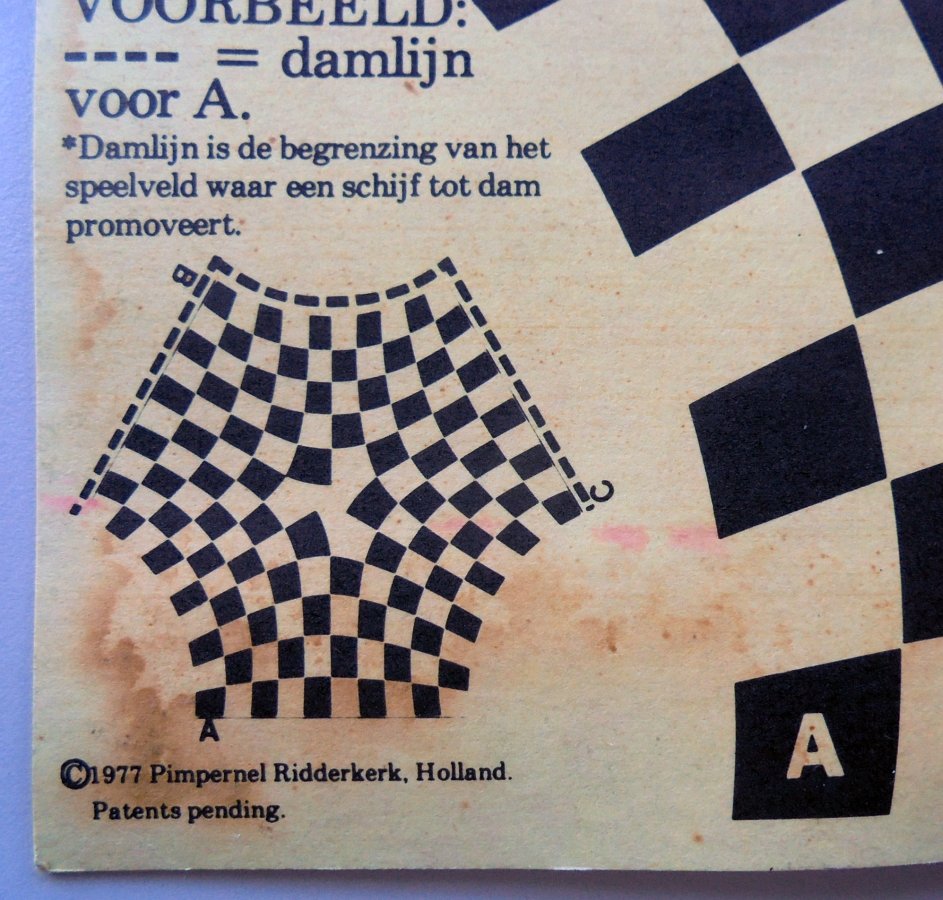 VOORBEELD:
---- = damlijn
voor A.
*Damlijn is de begrenzing van het
speelveld waar een schijf tot dam
promoveert.
B
C
A
A
©1977 Pimpernel Ridderkerk, Holland.
Patents pending.